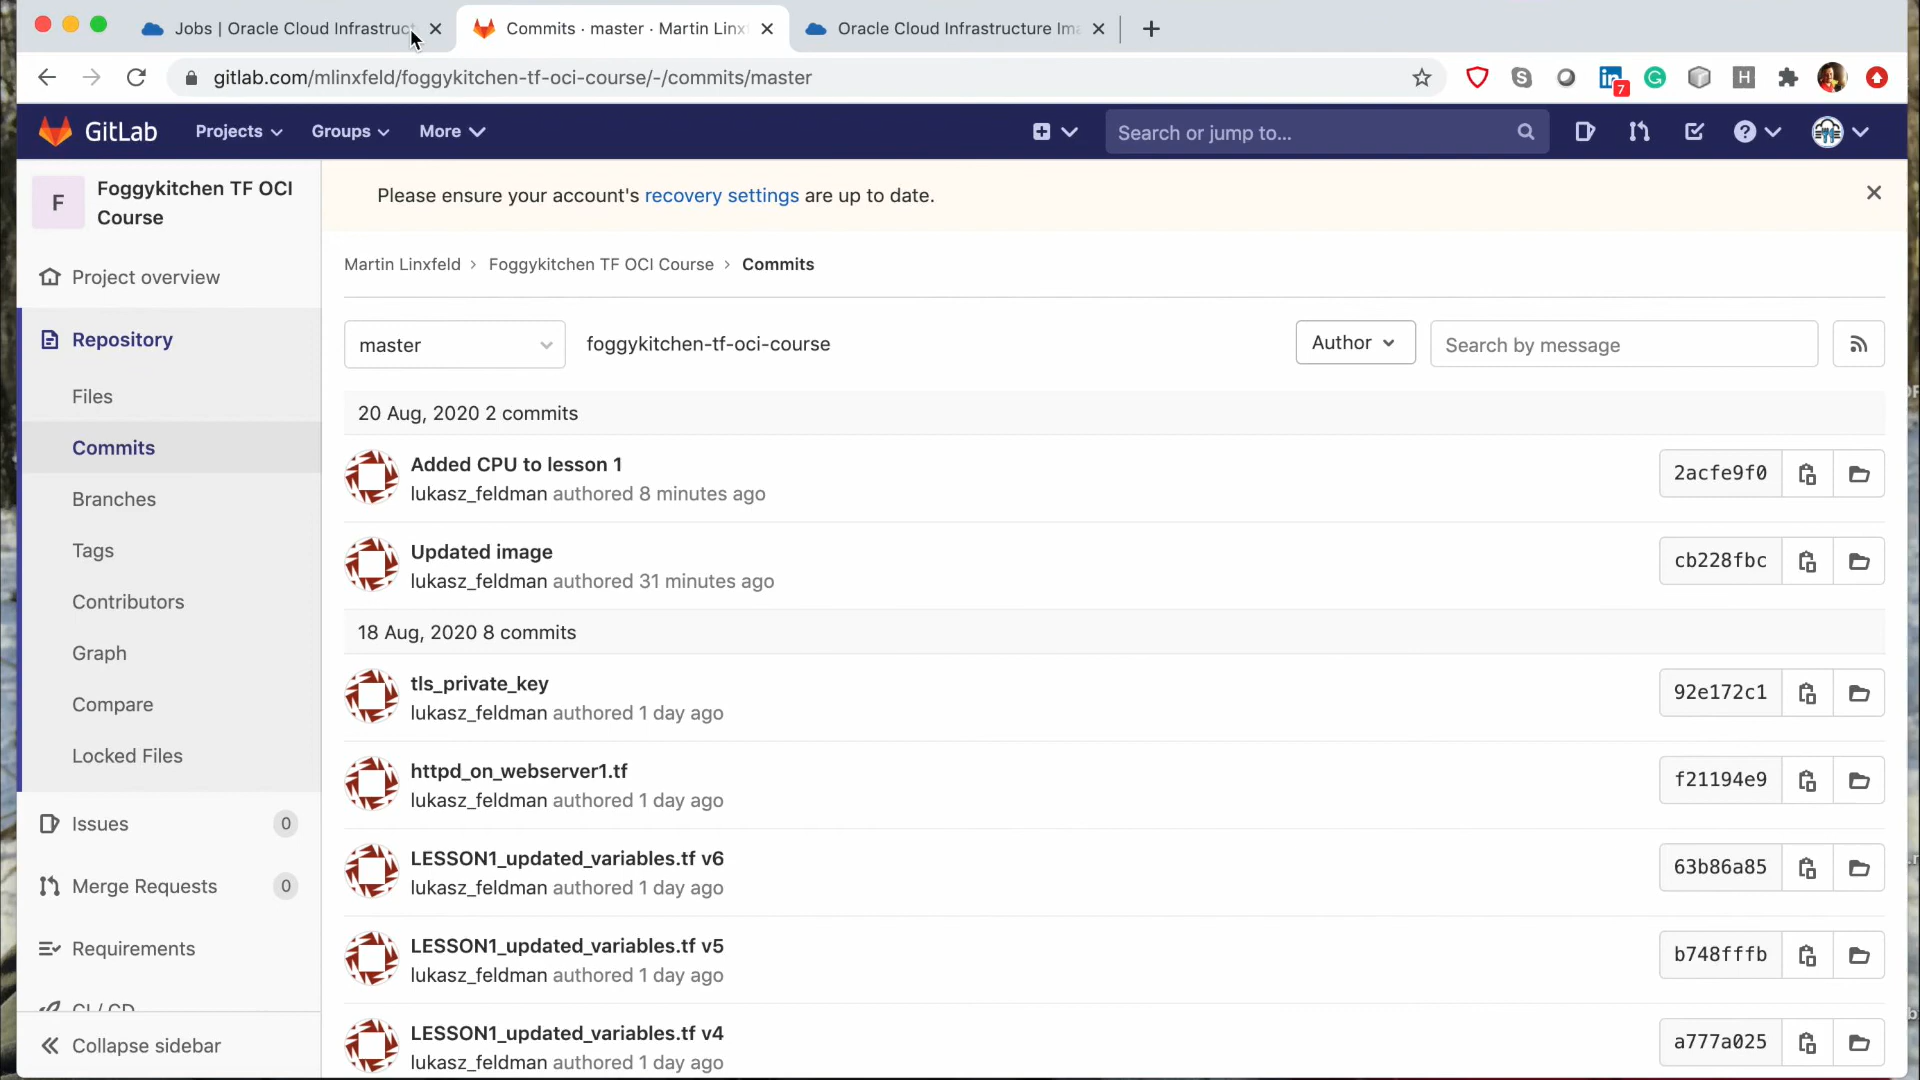 Jobs | Oracle Cloud Infrastruct
Commits · master · Martin Linxf
Oracle Cloud Infrastructure Ima
gitlab.com/mlinxfeld/foggykitchen-tf-oci-course/-/commits/master
7
H
GitLab
Projects
Groups
More
Search or jump to...
F
Foggykitchen TF OCI
Course
Project overview
Repository
Files
Commits
Branches
Tags
Contributors
Graph
Compare
Locked Files
Issues 0
Merge Requests 0
Requirements
CI / CD
Collapse sidebar
Please ensure your account's recovery settings are up to date.
Martin Linxfeld › Foggykitchen TF OCI Course › Commits
master
foggykitchen-tf-oci-course
Author
Search by message
20 Aug, 2020 2 commits
Added CPU to lesson 1
lukasz_feldman authored 8 minutes ago
2acfe9f0
Updated image
lukasz_feldman authored 31 minutes ago
cb228fbc
18 Aug, 2020 8 commits
tls_private_key
lukasz_feldman authored 1 day ago
92e172c1
httpd_on_webserver1.tf
lukasz_feldman authored 1 day ago
f21194e9
LESSON1_updated_variables.tf v6
lukasz_feldman authored 1 day ago
63b86a85
LESSON1_updated_variables.tf v5
lukasz_feldman authored 1 day ago
b748fffb
LESSON1_updated_variables.tf v4
lukasz_feldman authored 1 day ago
a777a025